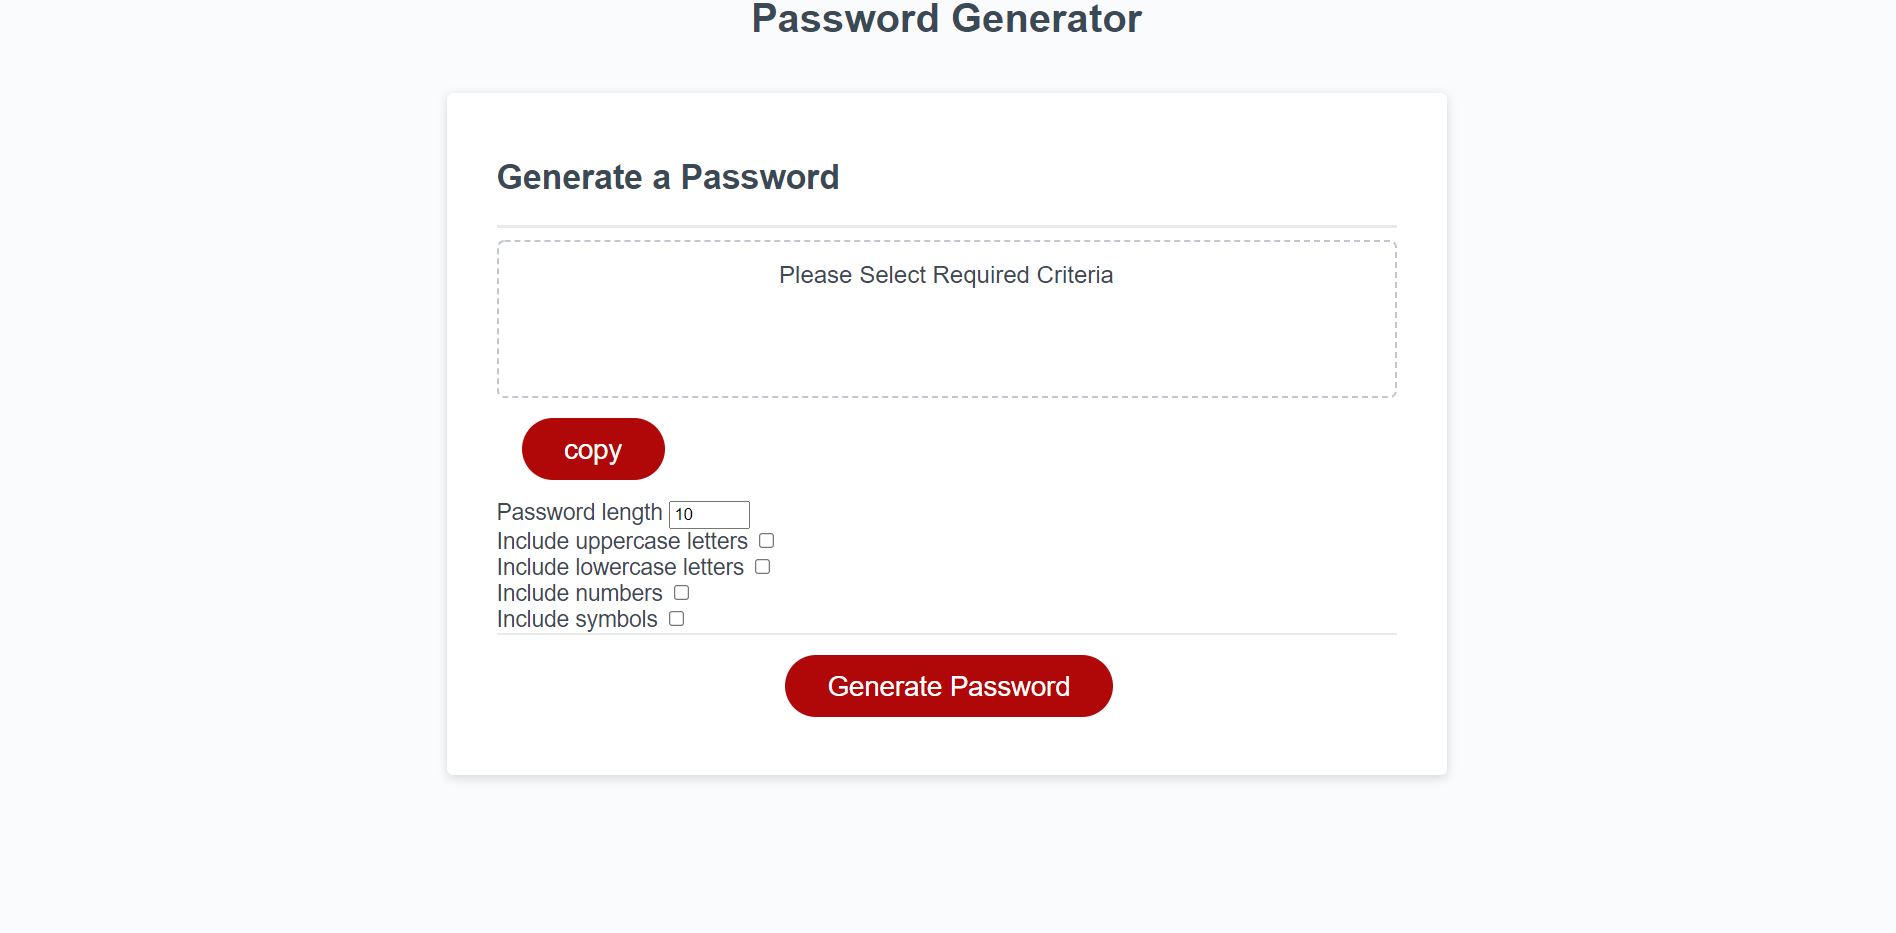 Password Generator
Generate a Password
Please Select Required Criteria
copy
Password length 10
Include uppercase letters
Include lowercase letters
Include numbers
Include symbols
Generate Password